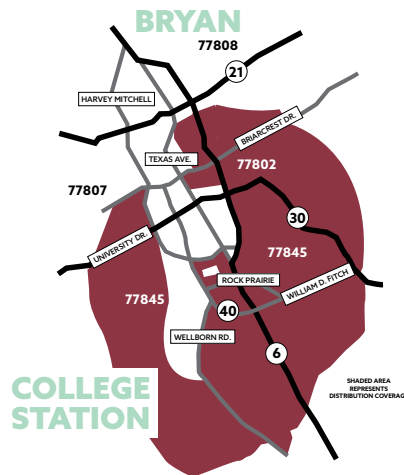 BRYAN
77808
21
HARVEY MITCHELL
BRIARCREST DR.
TEXAS AVE.
77802
77807
30
UNIVERSITY DR.
77845
ROCK PRAIRIE
WILLIAM D. FITCH
77845
40
WELLBORN RD.
6
COLLEGE
STATION
SHADED AREA
REPRESENTS
DISTRIBUTION COVERAG